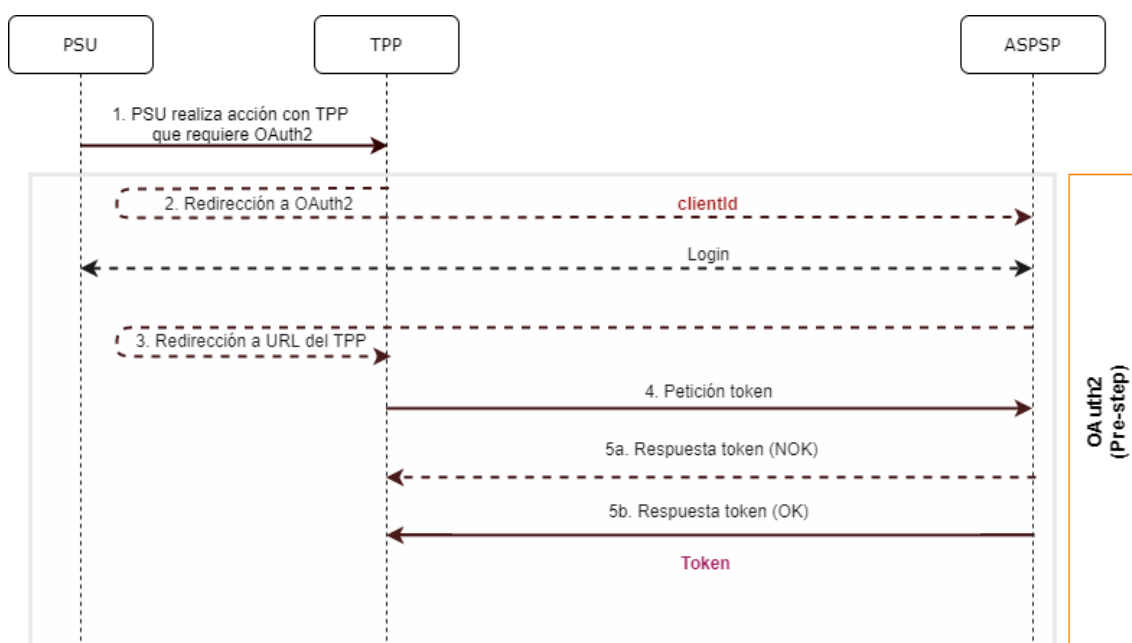 PSU
TPP
ASPSP
1. PSU realiza acción con TPP
que requiere OAuth2
2. Redirección a OAuth2
clientId
Login
3. Redirección a URL del TPP
4. Petición token
5a. Respuesta token (NOK)
5b. Respuesta token (OK)
Token
OAuth2
(Pre-step)